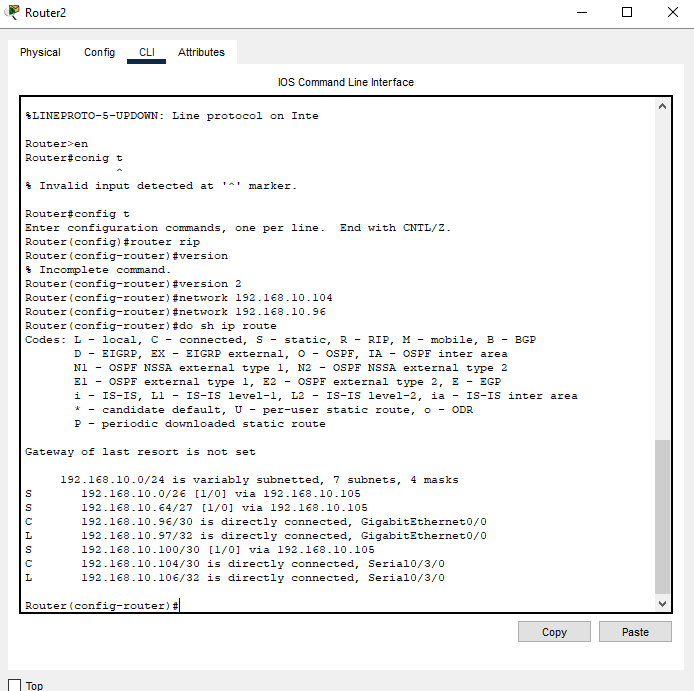 Router2
Physical Config CLI Attributes
IOS Command Line Interface
%LINEPROTO-5-UPDOWN: Line protocol on Inte
Router>en
Router#conig t
^
% Invalid input detected at '^' marker.
Router#config t
Enter configuration commands, one per line.  End with CNTL/Z.
Router(config)#router rip
Router(config-router)#version
% Incomplete command.
Router(config-router)#version 2
Router(config-router)#network 192.168.10.104
Router(config-router)#network 192.168.10.96
Router(config-router)#do sh ip route
Codes: L - local, C - connected, S - static, R - RIP, M - mobile, B - BGP
D - EIGRP, EX - EIGRP external, O - OSPF, IA - OSPF inter area
N1 - OSPF NSSA external type 1, N2 - OSPF NSSA external type 2
E1 - OSPF external type 1, E2 - OSPF external type 2, E - EGP
i - IS-IS, L1 - IS-IS level-1, L2 - IS-IS level-2, ia - IS-IS inter area
* - candidate default, U - per-user static route, o - ODR
P - periodic downloaded static route
Gateway of last resort is not set
192.168.10.0/24 is variably subnetted, 7 subnets, 4 masks
S 192.168.10.0/26 [1/0] via 192.168.10.105
S 192.168.10.64/27 [1/0] via 192.168.10.105
C 192.168.10.96/30 is directly connected, GigabitEthernet0/0
L 192.168.10.97/32 is directly connected, GigabitEthernet0/0
S 192.168.10.100/30 [1/0] via 192.168.10.105
C 192.168.10.104/30 is directly connected, Serial0/3/0
L 192.168.10.106/32 is directly connected, Serial0/3/0
Router(config-router)#
Copy Paste
Top